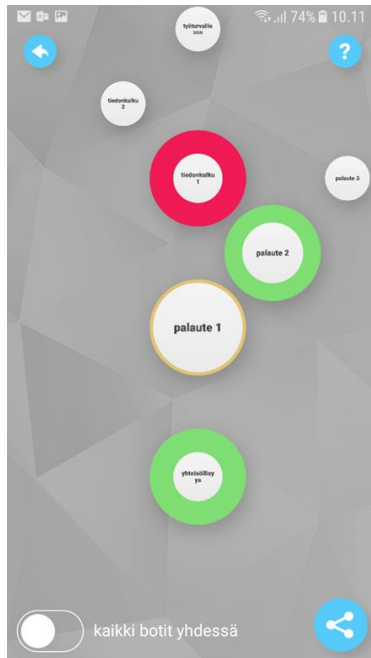 74% 10.11
työturvallis
uus
?
tiedonkulku
2
tiedonkulku
1
palaute 3
palaute 2
palaute 1
yhteisöllisy
ys
kaikki botit yhdessä